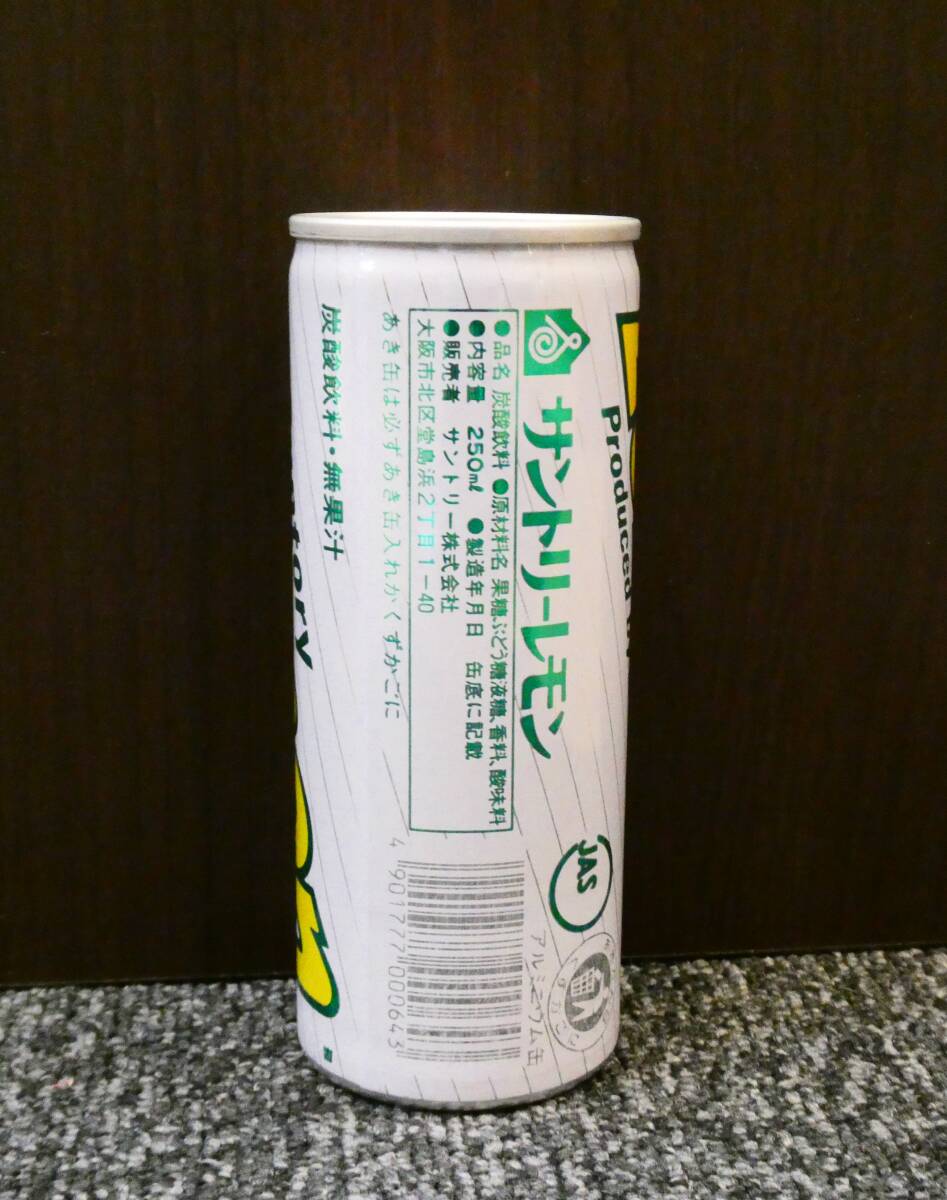 Produced
サントリーレモン
●品名 炭酸飲料 ●原材料名 果糖ぶどう糖液糖、香料、酸味料
●内容量 250ml ●製造年月日 缶底に記載
●販売者 サントリー株式会社
大阪市北区堂島浜2丁目1-40
あき缶は必ずあき缶入れかくずかごに
炭酸飲料・無果汁
JAS
アルミニウム缶
4 901777 000643